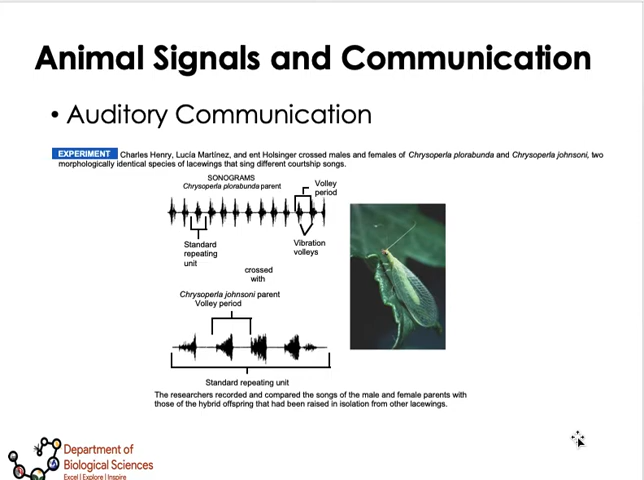 Animal Signals and Communication
• Auditory Communication
EXPERIMENT Charles Henry, Lucía Martínez, and ent Holsinger crossed males and females of Chrysoperla plorabunda and Chrysoperla johnsoni, two
morphologically identical species of lacewings that sing different courtship songs.
SONOGRAMS
Chrysoperla plorabunda parent
Volley
period
Standard
repeating
unit
Vibration
volleys
crossed
with
Chrysoperla johnsoni parent
Volley period
Standard repeating unit
The researchers recorded and compared the songs of the male and female parents with
those of the hybrid offspring that had been raised in isolation from other lacewings.
Department of
Biological Sciences
Excel | Explore | Inspire